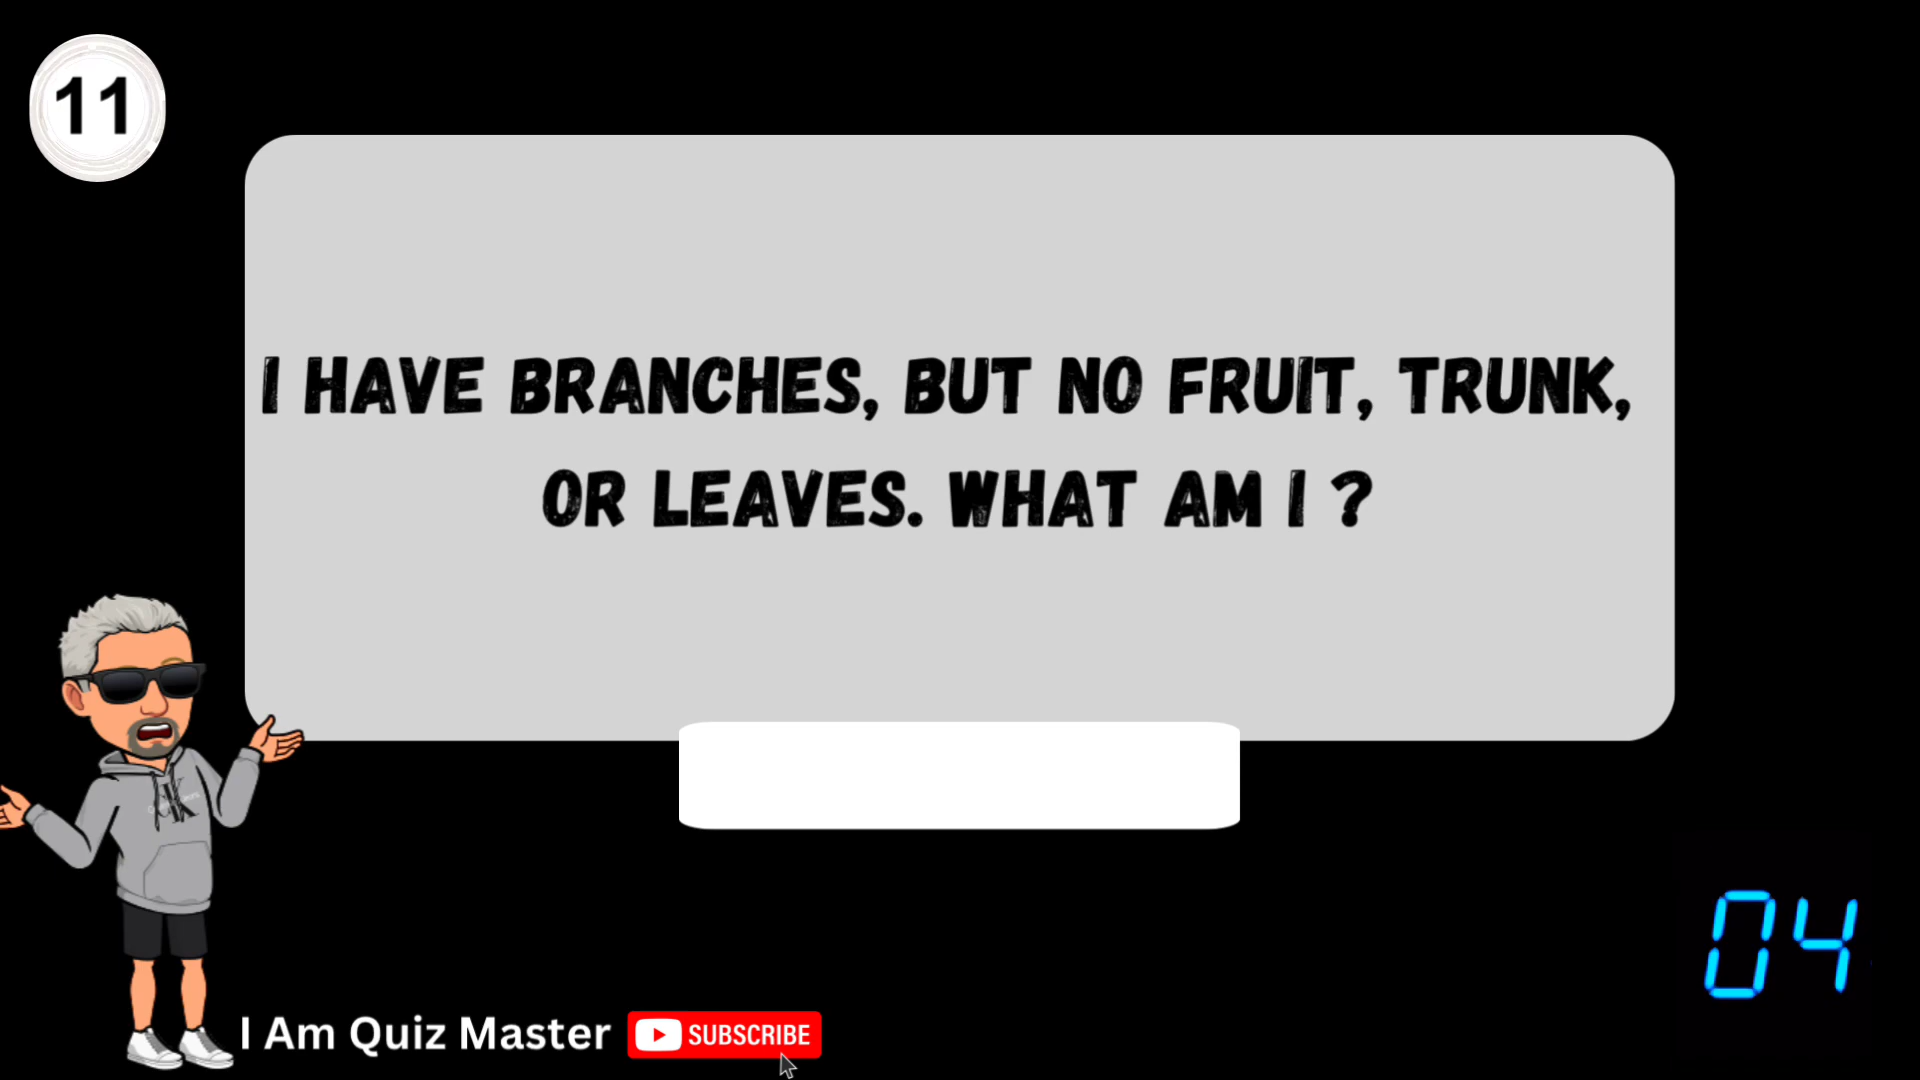 11
I HAVE BRANCHES, BUT NO FRUIT, TRUNK,
OR LEAVES. WHAT AM I ?
04
I Am Quiz Master
SUBSCRIBE